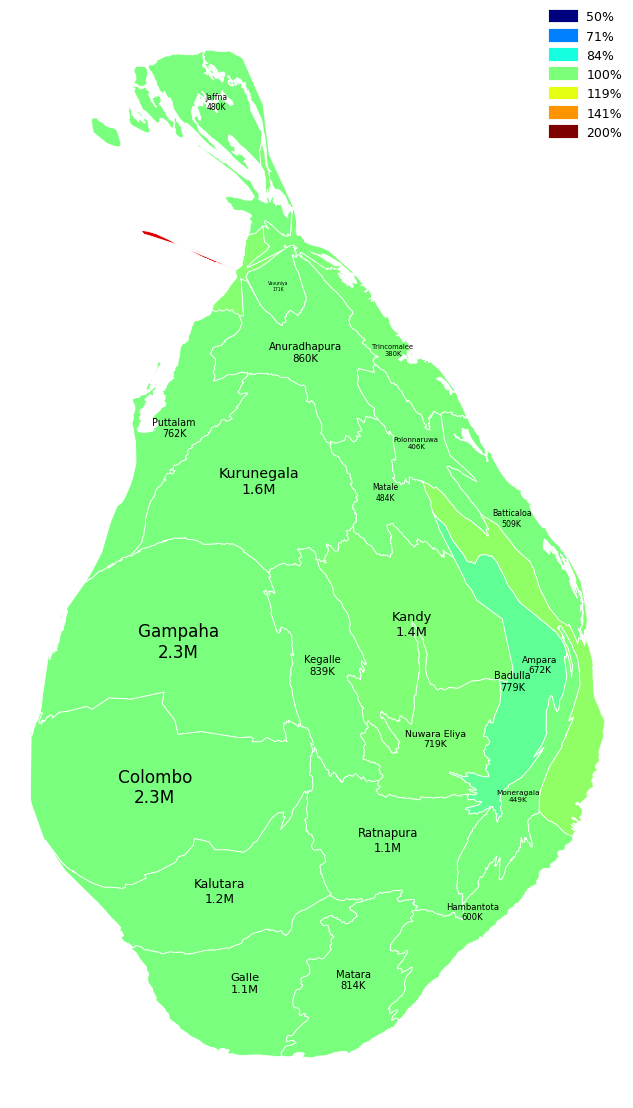 50%
71%
84%
100%
119%
141%
200%
Jaffna
480K
Vavuniya
171K
Anuradhapura
860K
Trincomalee
380K
Puttalam
762K
Polonnaruwa
406K
Kurunegala
1.6M
Matale
484K
Batticaloa
509K
Kandy
1.4M
Gampaha
2.3M
Kegalle
839K
Ampara
672K
Badulla
779K
Nuwara Eliya
719K
Colombo
2.3M
Moneragala
449K
Ratnapura
1.1M
Kalutara
1.2M
Hambantota
600K
Galle
1.1M
Matara
814K